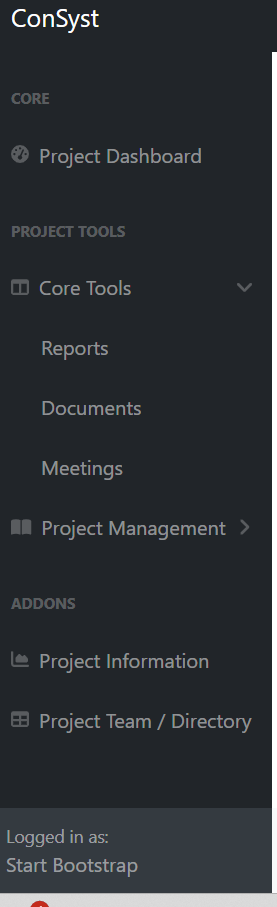 ConSyst
CORE
Project Dashboard
PROJECT TOOLS
Core Tools
Reports
Documents
Meetings
Project Management
ADDONS
Project Information
Project Team / Directory
Logged in as:
Start Bootstrap